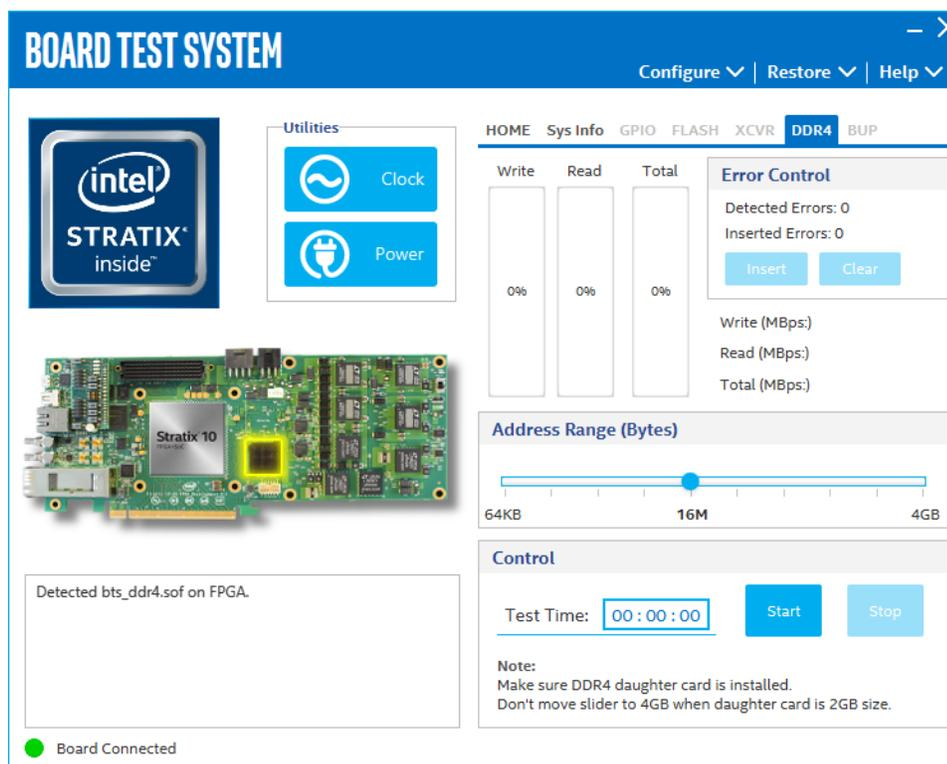 BOARD TEST SYSTEM
Configure | Restore | Help
intel
STRATIX
inside™
Utilities
Clock
Power
HOME Sys Info GPIO FLASH XCVR DDR4 BUP
Write Read Total
0% 0% 0%
Error Control
Detected Errors: 0
Inserted Errors: 0
Insert Clear
Write (MBps:)
Read (MBps:)
Total (MBps:)
Stratix 10
Address Range (Bytes)
64KB 16M 4GB
Control
Test Time: 00 : 00 : 00 Start Stop
Note:
Make sure DDR4 daughter card is installed.
Don't move slider to 4GB when daughter card is 2GB size.
Detected bts_ddr4.sof on FPGA.
Board Connected